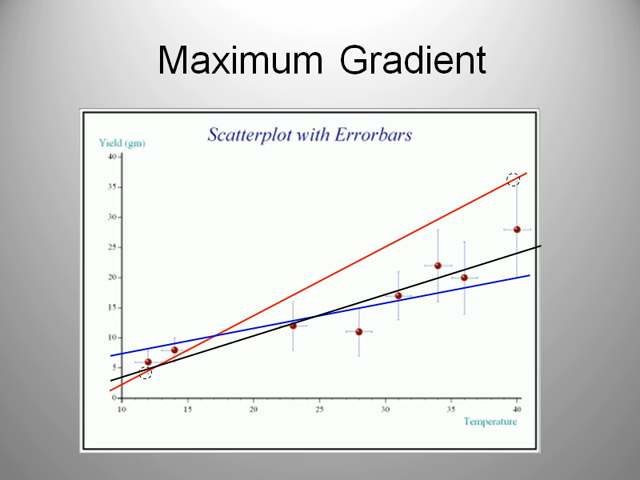 Maximum Gradient
Scatterplot with Errorbars
Yield (gm)
40
35
30
25
20
15
10
5
0
10 15 20 25 30 35 40
Temperature